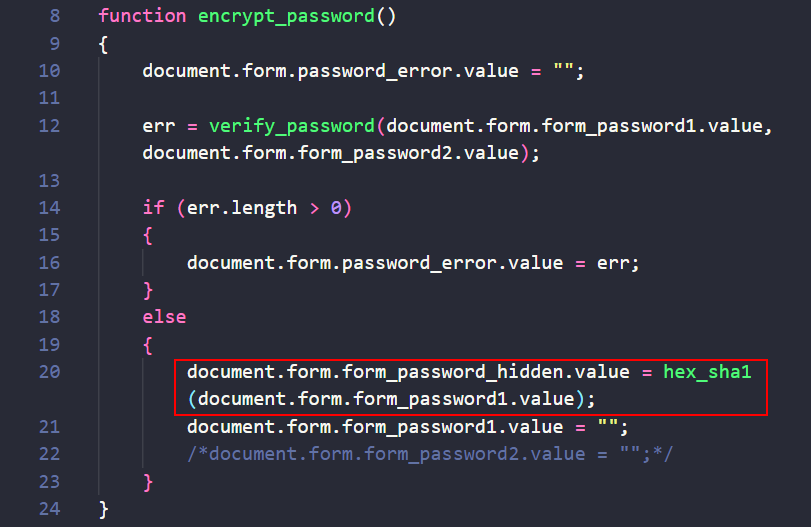 8 function encrypt_password()
9 {
10 document.form.password_error.value = "";
11
12 err = verify_password(document.form.form_password1.value,
document.form.form_password2.value);
13
14 if (err.length > 0)
15 {
16 document.form.password_error.value = err;
17 }
18 else
19 {
20 document.form.form_password_hidden.value = hex_sha1
(document.form.form_password1.value);
21 document.form.form_password1.value = "";
22 /*document.form.form_password2.value = "";*/
23 }
24 }